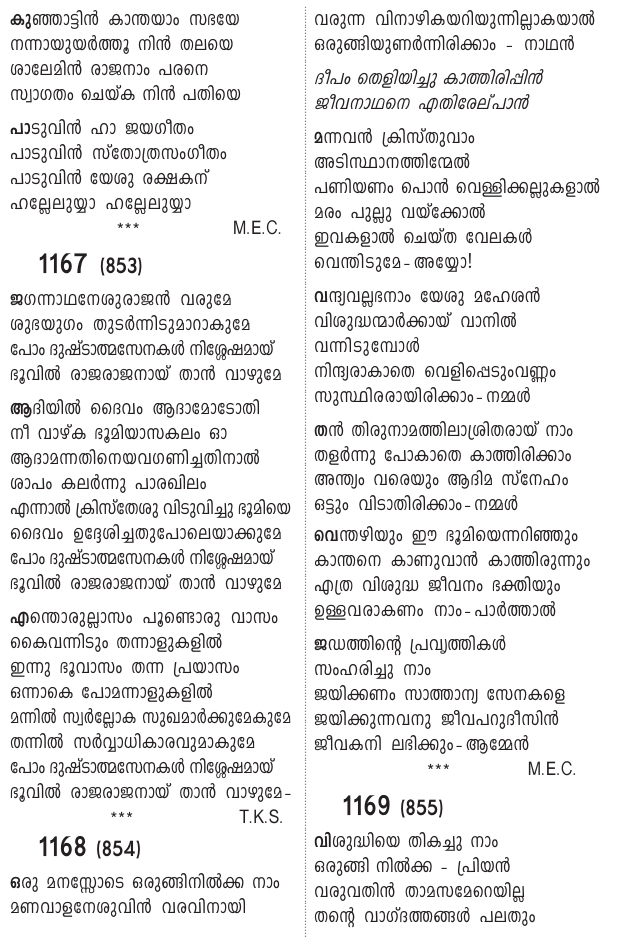 കുഞ്ഞാട്ടിൻ കാന്തയാം സഭയേ
നന്നായുയർത്തൂ നിൻ തലയെ
ശാലേമിൻ രാജനാം പരനെ
സ്വാഗതം ചെയ്ക നിൻ പതിയെ
പാടുവിൻ ഹാ ജയഗീതം
പാടുവിൻ സ്തോത്രസംഗീതം
പാടുവിൻ യേശു രക്ഷകന്
ഹല്ലേലുയ്യാ ഹല്ലേലുയ്യാ
*** M.E.C.
1167 (853)
ജഗന്നാഥനേശുരാജൻ വരുമേ
ശുഭയുഗം തുടർന്നിടുമാറാകുമേ
പോം ദുഷ്ടാത്മസേനകൾ നിശ്ശേഷമായ്
ഭൂവിൽ രാജരാജനായ് താൻ വാഴുമേ
ആദിയിൽ ദൈവം ആദാമോടോതി
നീ വാഴ്ക ഭൂമിയാസകലം ഓ
ആദാമന്നതിനെയവഗണിച്ചതിനാൽ
ശാപം കലർന്നു പാരഖിലം
എന്നാൽ ക്രിസ്തേശു വിടുവിച്ചു ഭൂമിയെ
ദൈവം ഉദ്ദേശിച്ചതുപോലെയാക്കുമേ
പോം ദുഷ്ടാത്മസേനകൾ നിശ്ശേഷമായ്
ഭൂവിൽ രാജരാജനായ് താൻ വാഴുമേ
എന്തൊരുല്ലാസം പൂണ്ടൊരു വാസം
കൈവന്നിടും തന്നാളുകളിൽ
ഇന്നു ഭൂവാസം തന്ന പ്രയാസം
ഒന്നാകെ പോമന്നാളുകളിൽ
മന്നിൽ സ്വർല്ലോക സുഖമാർക്കുമേകുമേ
തന്നിൽ സർവ്വാധികാരവുമാകുമേ
പോം ദുഷ്ടാത്മസേനകൾ നിശ്ശേഷമായ്
ഭൂവിൽ രാജരാജനായ് താൻ വാഴുമേ-
*** T.K.S.
1168 (854)
ഒരു മനസ്സോടെ ഒരുങ്ങിനിൽക്ക നാം
മണവാളനേശുവിൻ വരവിനായി
വരുന്ന വിനാഴികയറിയുന്നില്ലാകയാൽ
ഒരുങ്ങിയുണർന്നിരിക്കാം - നാഥൻ
ദീപം തെളിയിച്ചു കാത്തിരിപ്പിൻ
ജീവനാഥനെ എതിരേല്പാൻ
മന്നവൻ ക്രിസ്തുവാം
അടിസ്ഥാനത്തിന്മേൽ
പണിയണം പൊൻ വെള്ളിക്കല്ലുകളാൽ
മരം പുല്ലു വയ്ക്കോൽ
ഇവകളാൽ ചെയ്ത വേലകൾ
വെന്തിടുമേ-അയ്യോ!
വന്ദ്യവല്ലഭനാം യേശു മഹേശൻ
വിശുദ്ധന്മാർക്കായ് വാനിൽ
വന്നിടുമ്പോൾ
നിന്ദ്യരാകാതെ വെളിപ്പെടുംവണ്ണം
സുസ്ഥിരരായിരിക്കാം-നമ്മൾ
തൻ തിരുനാമത്തിലാശ്രിതരായ് നാം
തളർന്നു പോകാതെ കാത്തിരിക്കാം
അന്ത്യം വരെയും ആദിമ സ്നേഹം
ഒട്ടും വിടാതിരിക്കാം-നമ്മൾ
വെന്തഴിയും ഈ ഭൂമിയെന്നറിഞ്ഞും
കാന്തനെ കാണുവാൻ കാത്തിരുന്നും
എത്ര വിശുദ്ധ ജീവനം ഭക്തിയും
ഉള്ളവരാകണം നാം-പാർത്താൽ
ജഡത്തിന്റെ പ്രവൃത്തികൾ
സംഹരിച്ചു നാം
ജയിക്കണം സാത്താന്യ സേനകളെ
ജയിക്കുന്നവനു ജീവപറുദീസിൻ
ജീവകനി ലഭിക്കും-ആമ്മേൻ
*** M.E.C.
1169 (855)
വിശുദ്ധിയെ തികച്ചു നാം
ഒരുങ്ങി നിൽക്ക - പ്രിയൻ
വരുവതിൻ താമസമേറെയില്ല
തന്റെ വാഗ്ദത്തങ്ങൾ പലതും